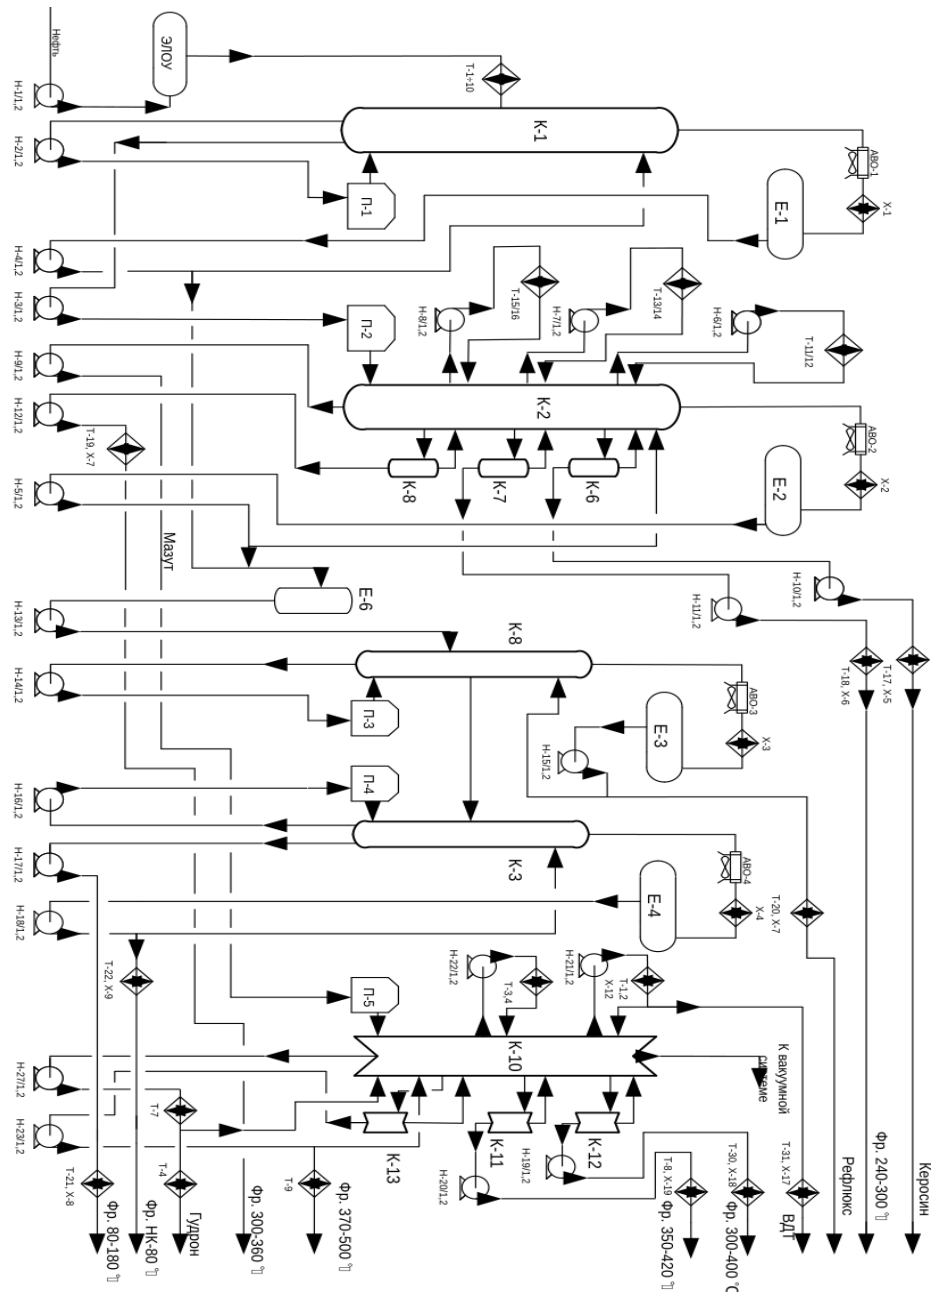 Керосин
Н-10/1,2
Т-17, Х-5
Фр. 240-300 °▯
Х-1
АВО-1
Х-2
АВО-2
Т-18, Х-6
Рефлюкс
Т-11/12
Е-1
Е-2
Н-11/1,2
Т-20, Х-7
Т-31, Х-17
ВДТ
К вакуумной
системе
Н-6/1,2
Х-3
АВО-3
Х-4
АВО-4
Фр. 300-400 °С
Т-30, Х-18
Т-13/14
Е-3
Е-4
Т-1,2
Х-12
Т-8, Х-19
Фр. 350-420 °▯
Н-7/1,2
К-6
Н-15/1,2
Н-21/1,2
К-12
Н-19/1,2
ЭЛОУ
Т-1÷10
К-1
Т-15/16
К-2
К-7
К-8
К-3
Т-3,4
К-10
К-11
Н-20/1,2
Н-8/1,2
К-8
Н-22/1,2
К-13
П-1
П-2
Е-6
П-3
П-4
П-5
Т-9
Фр. 370-500 °▯
Фр. 300-360 °▯
Мазут
Т-7
Т-4
Гудрон
Т-19, Х-7
Т-22, Х-9
Фр. НК-80 °▯
Т-21, Х-8
Фр. 80-180 °▯
Нефть
Н-1/1,2
Н-2/1,2
Н-4/1,2
Н-3/1,2
Н-9/1,2
Н-12/1,2
Н-5/1,2
Н-13/1,2
Н-14/1,2
Н-16/1,2
Н-17/1,2
Н-18/1,2
Н-27/1,2
Н-23/1,2